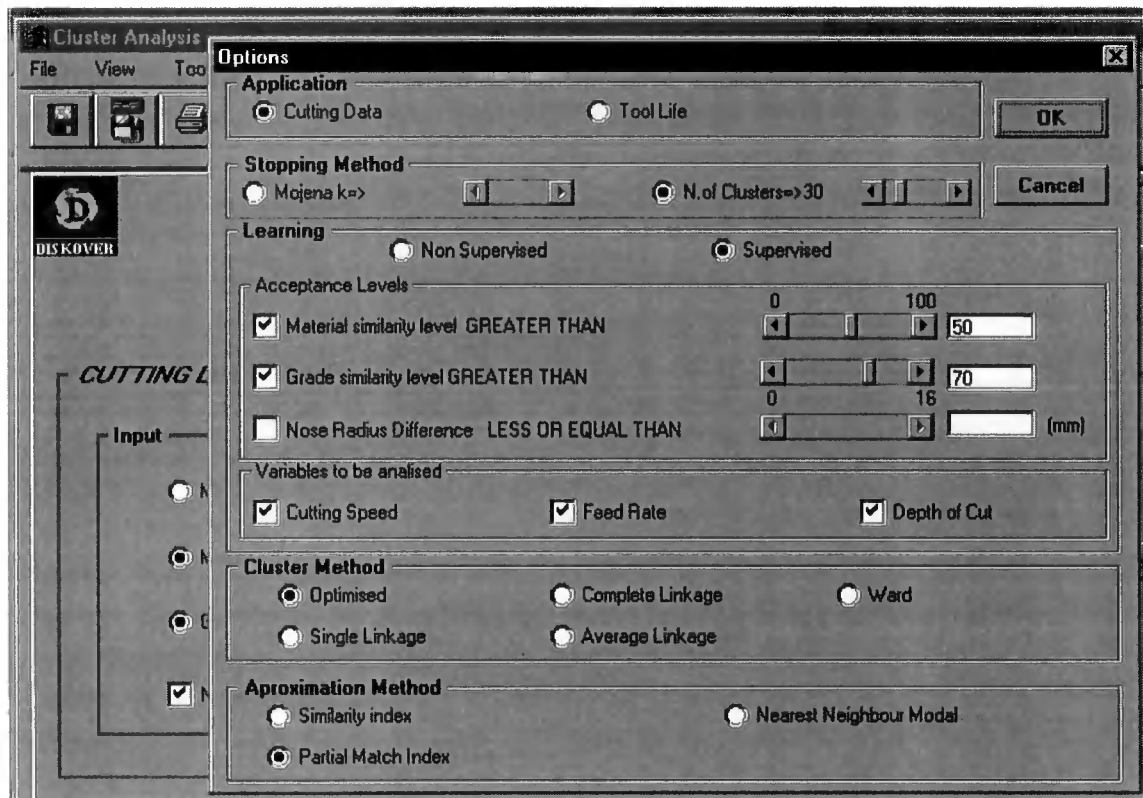 Cluster Analysis
File View Too
DISKOVER
CUTTING
Input
N
Options
Application
Cutting Data Tool Life
OK
Stopping Method
Mojena k=> N.of Clusters=>30
Cancel
Learning
Non Supervised Supervised
Acceptance Levels
0 100
Material similarity level GREATER THAN 50
Grade similarity level GREATER THAN 70
0 16
Nose Radius Difference LESS OR EQUAL THAN (mm)
Variables to be analised
Cutting Speed Feed Rate Depth of Cut
Cluster Method
Optimised Complete Linkage Ward
Single Linkage Average Linkage
Aproximation Method
Similarity index Nearest Neighbour Modal
Partial Match Index